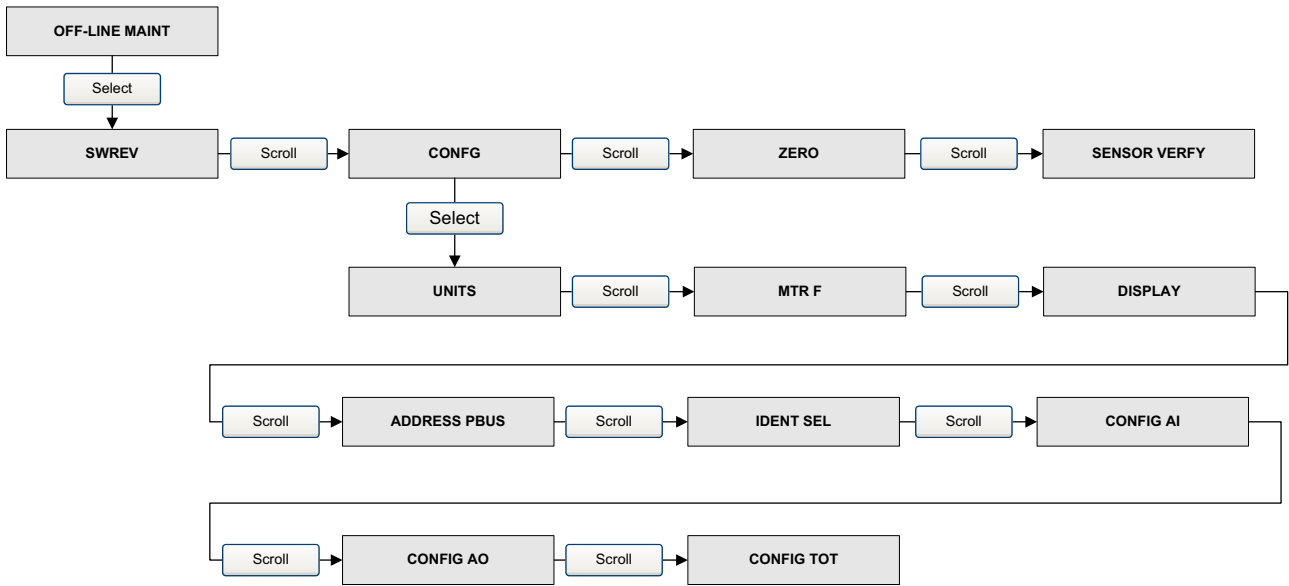 OFF-LINE MAINT
Select
SWREV
Scroll
CONFG
Scroll
ZERO
Scroll
SENSOR VERFY
Select
UNITS
Scroll
MTR F
Scroll
DISPLAY
Scroll
ADDRESS PBUS
Scroll
IDENT SEL
Scroll
CONFIG AI
Scroll
CONFIG AO
Scroll
CONFIG TOT